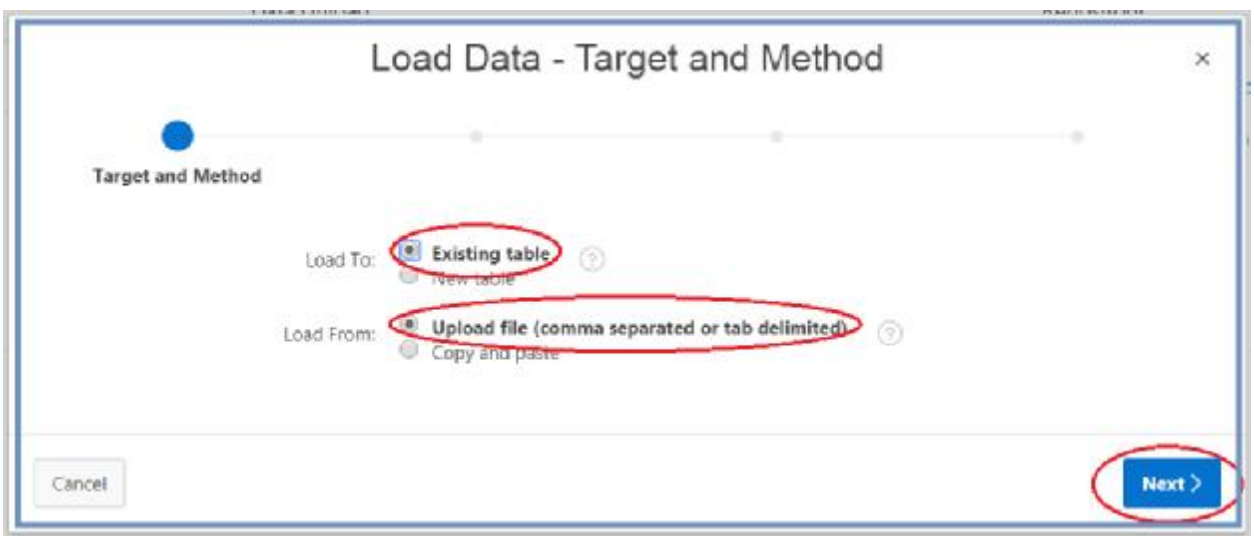 Load Data - Target and Method
×
Target and Method
Load To:
Existing table
?
New table
Load From:
Upload file (comma separated or tab delimited)
?
Copy and paste
Cancel
Next >